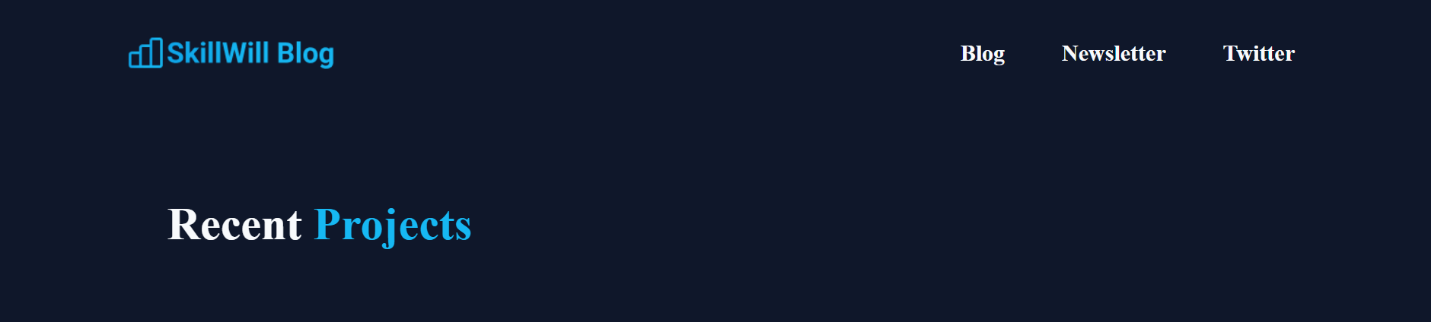 SkillWill Blog
Blog Newsletter Twitter
Recent Projects